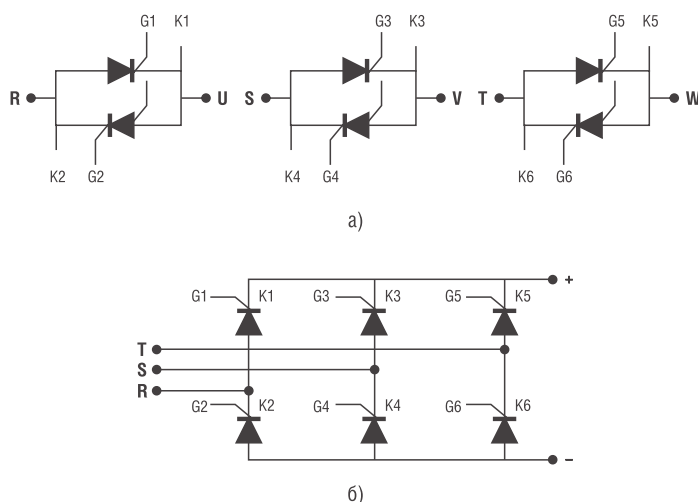 G1 K1 G3 K3 G5 K5
R U S V T W
K2 G2 K4 G4 K6 G6
а)
+
G1 K1 G3 K3 G5 K5
T
S
R
G2 K2 G4 K4 G6 K6
–
б)